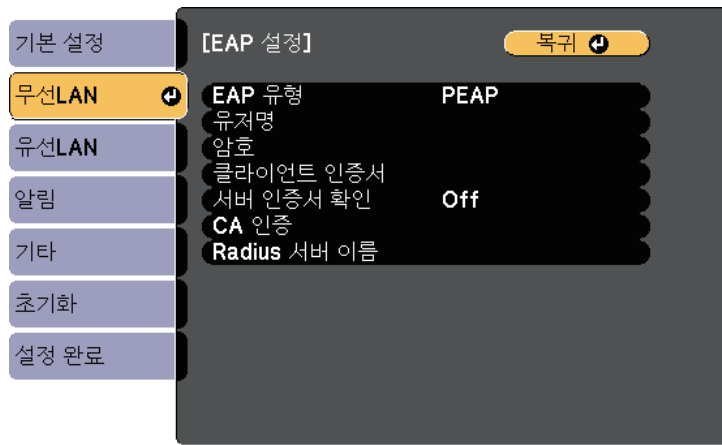 기본 설정
무선LAN
유선LAN
알림
기타
초기화
설정 완료
[EAP 설정]
복귀
EAP 유형 PEAP
유저명
암호
클라이언트 인증서
서버 인증서 확인 Off
CA 인증
Radius 서버 이름